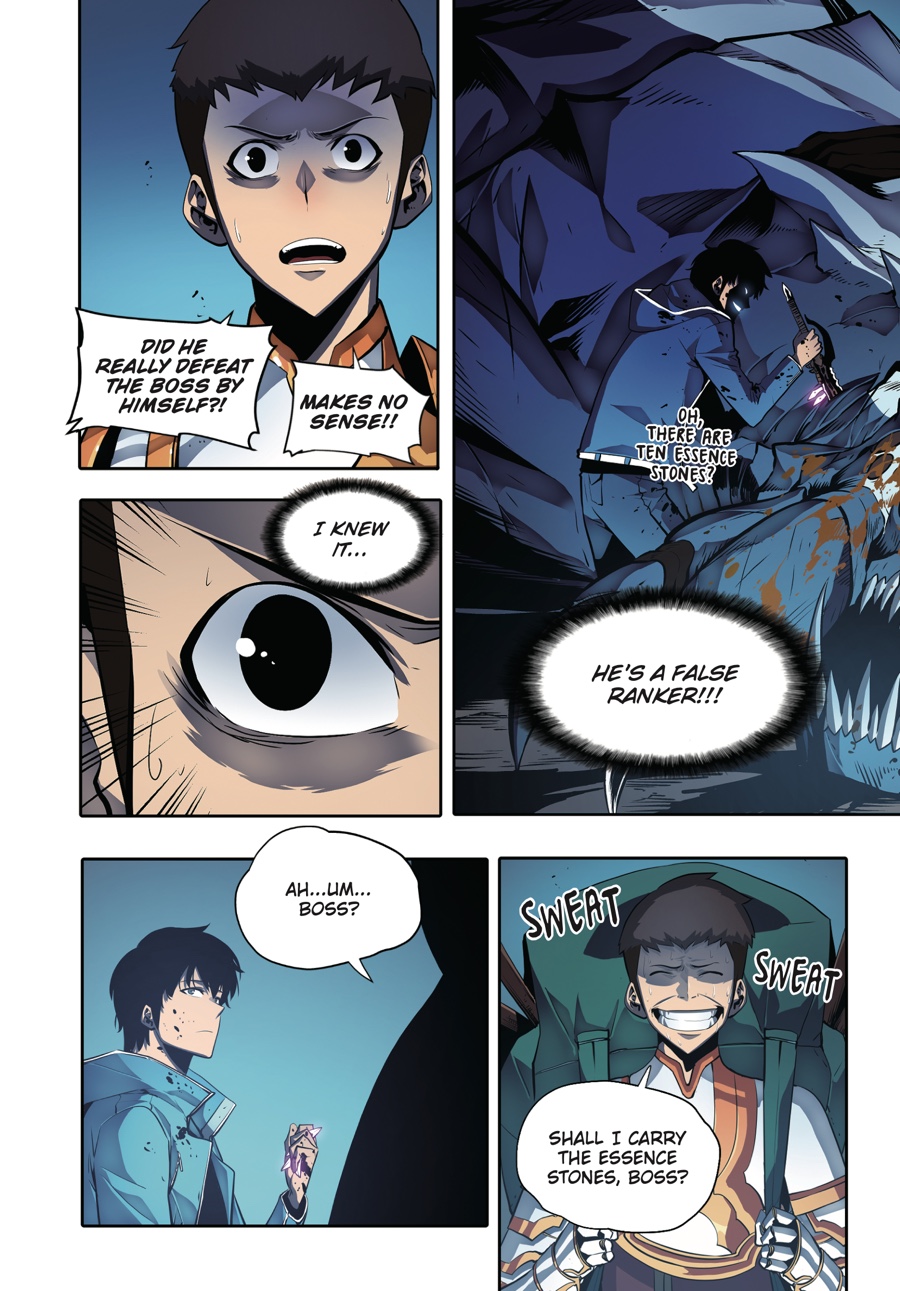 DID HE
REALLY DEFEAT
THE BOSS BY
HIMSELF?!
MAKES NO
SENSE!!
OH,
THERE ARE
TEN ESSENCE
STONES?
I KNEW
IT...
HE'S A FALSE
RANKER!!!
AH...UM...
BOSS?
SWEAT
SWEAT
SHALL I CARRY
THE ESSENCE
STONES, BOSS?